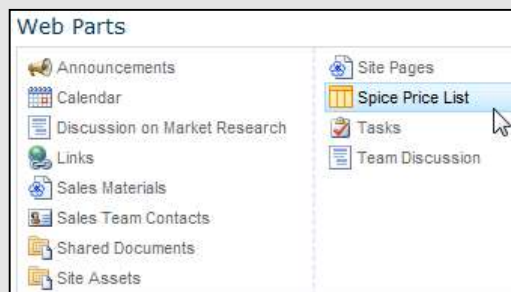 Web Parts
Announcements
Calendar
Discussion on Market Research
Links
Sales Materials
Sales Team Contacts
Shared Documents
Site Assets
Site Pages
Spice Price List
Tasks
Team Discussion